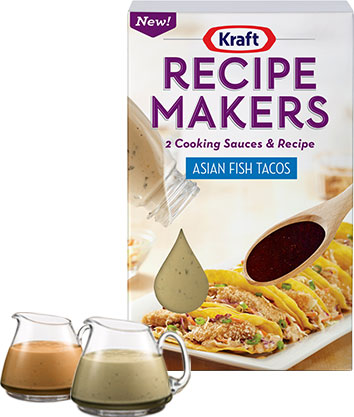 New!
Kraft
RECIPE
MAKERS
2 Cooking Sauces & Recipe
ASIAN FISH TACOS